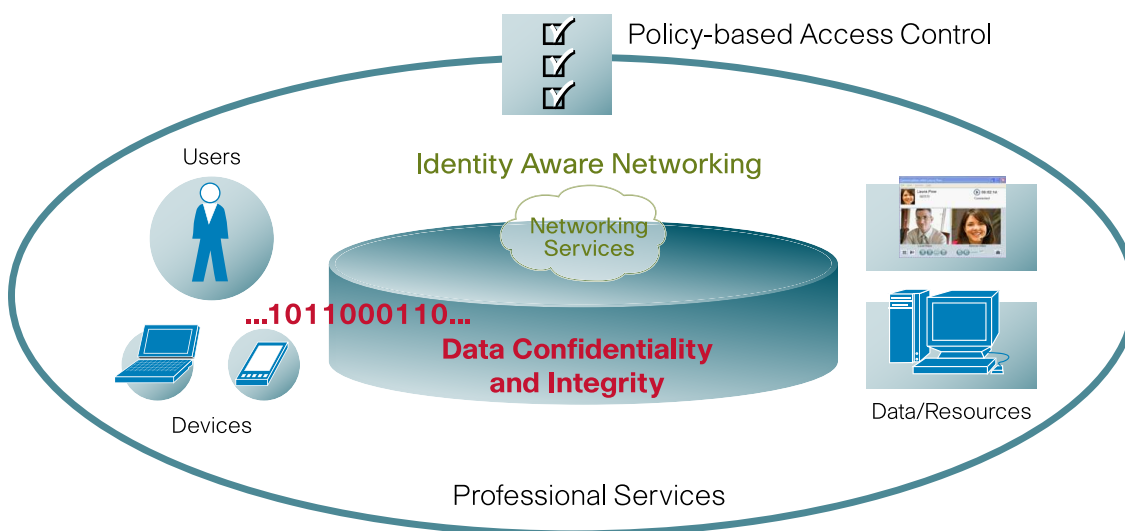 Policy-based Access Control
Users
Identity Aware Networking
Networking
Services
...1011000110...
Data Confidentiality
and Integrity
Devices
Data/Resources
Professional Services